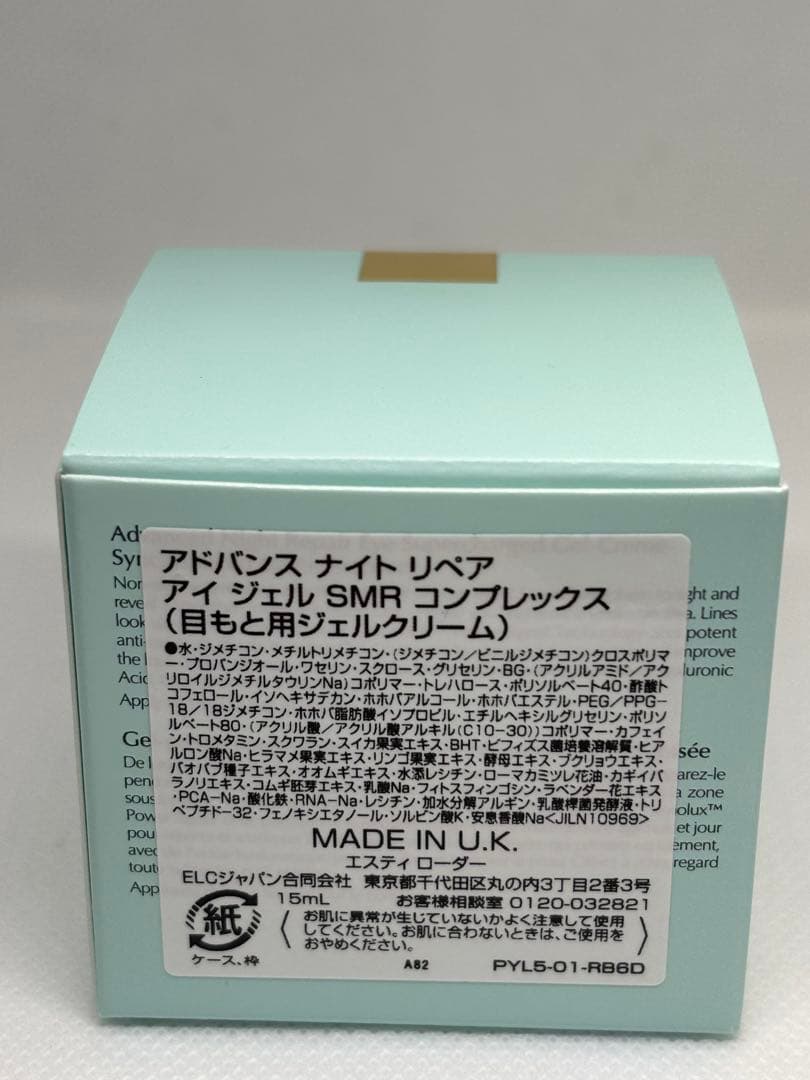 アドバンス ナイト リペア
アイ ジェル SMR コンプレックス
（目もと用ジェルクリーム）
●水・ジメチコン・メチルトリメチコン・(ジメチコン／ビニルジメチコン)クロスポリマ
ー・プロパンジオール・ワセリン・スクロース・グリセリン・BG・(アクリルアミド／アク
リロイルジメチルタウリンNa)コポリマー・トレハロース・ポリソルベート40・酢酸ト
コフェロール・イソヘキサデカン・ホホバアルコール・ホホバエステル・PEG／PPG-
18／18ジメチコン・ホホバ脂肪酸イソプロピル・エチルヘキシルグリセリン・ポリソ
ルベート80・(アクリル酸／アクリル酸アルキル(C10-30))コポリマー・カフェイ
ン・トロメタミン・スクワラン・スイカ果実エキス・BHT・ビフィズス菌培養溶解質・ヒア
ルロン酸Na・ヒラマメ果実エキス・リンゴ果実エキス・酵母エキス・ブクリョウエキス・
バオバブ種子エキス・オオムギエキス・水添レシチン・ローマカミツレ花油・カギイバ
ラノリエキス・コムギ胚芽エキス・乳酸Na・フィトスフィンゴシン・ラベンダー花エキス
・PCA-Na・酸化鉄・RNA-Na・レシチン・加水分解アルギン・乳酸桿菌発酵液・トリ
ペプチド-32・フェノキシエタノール・ソルビン酸K・安息香酸Na<JILN10969>
MADE IN U.K.
エスティ ローダー
ELCジャパン合同会社 東京都千代田区丸の内3丁目2番3号
15mL お客様相談室 0120-032821
紙
ケース、枠
〈お肌に異常が生じていないかよく注意して使用
してください。お肌に合わないときは、ご使用を
おやめください。〉
A82 PYL5-01-RB6D
ght and
a. Lines
potent
mprove
luronic
Ge
sée
De l
arez-le
pen
a zone
sous
nolux™
Pow
et jour
pou
ement,
avec
regard
tout
App